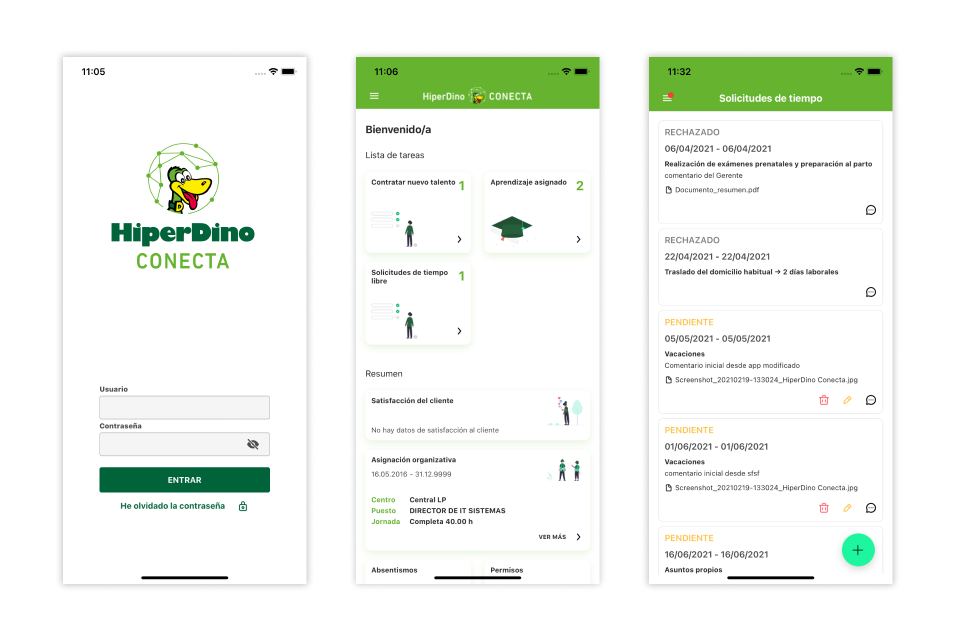 11:05
HiperDino
CONECTA
Usuario
Contraseña
ENTRAR
He olvidado la contraseña
11:06
HiperDino CONECTA
Bienvenido/a
Lista de tareas
Contratar nuevo talento 1
Aprendizaje asignado 2
Solicitudes de tiempo libre 1
Resumen
Satisfacción del cliente
No hay datos de satisfacción al cliente
Asignación organizativa
16.05.2016 - 31.12.9999
Centro Central LP
Puesto DIRECTOR DE IT SISTEMAS
Jornada Completa 40.00 h
VER MÁS
Absentismos
Permisos
11:32
Solicitudes de tiempo
RECHAZADO
06/04/2021 - 06/04/2021
Realización de exámenes prenatales y preparación al parto
comentario del Gerente
Documento_resumen.pdf
RECHAZADO
22/04/2021 - 22/04/2021
Traslado del domicilio habitual → 2 días laborales
PENDIENTE
05/05/2021 - 05/05/2021
Vacaciones
Comentario inicial desde app modificado
Screenshot_20210219-133024_HiperDino Conecta.jpg
PENDIENTE
01/06/2021 - 01/06/2021
Vacaciones
comentario inicial desde sfsf
Screenshot_20210219-133024_HiperDino Conecta.jpg
PENDIENTE
16/06/2021 - 16/06/2021
Asuntos propios